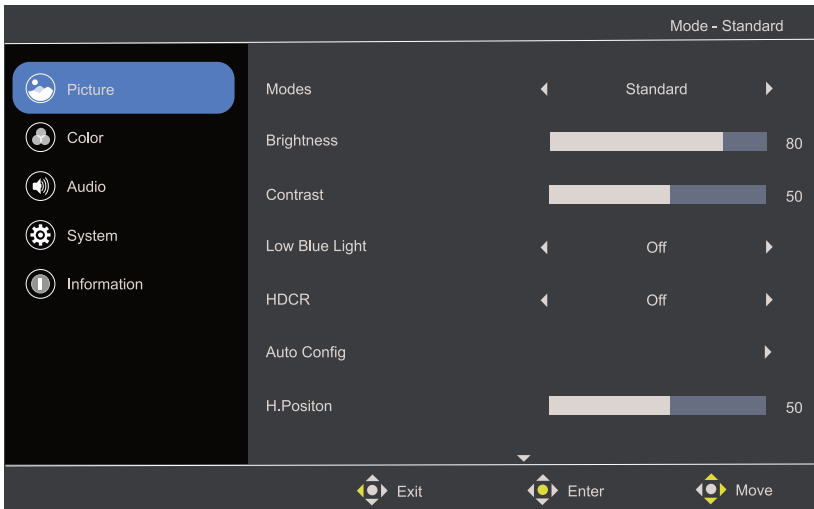 Mode - Standard
Picture
Color
Audio
System
Information
Modes Standard
Brightness 80
Contrast 50
Low Blue Light Off
HDCR Off
Auto Config
H.Positon 50
Exit Enter Move